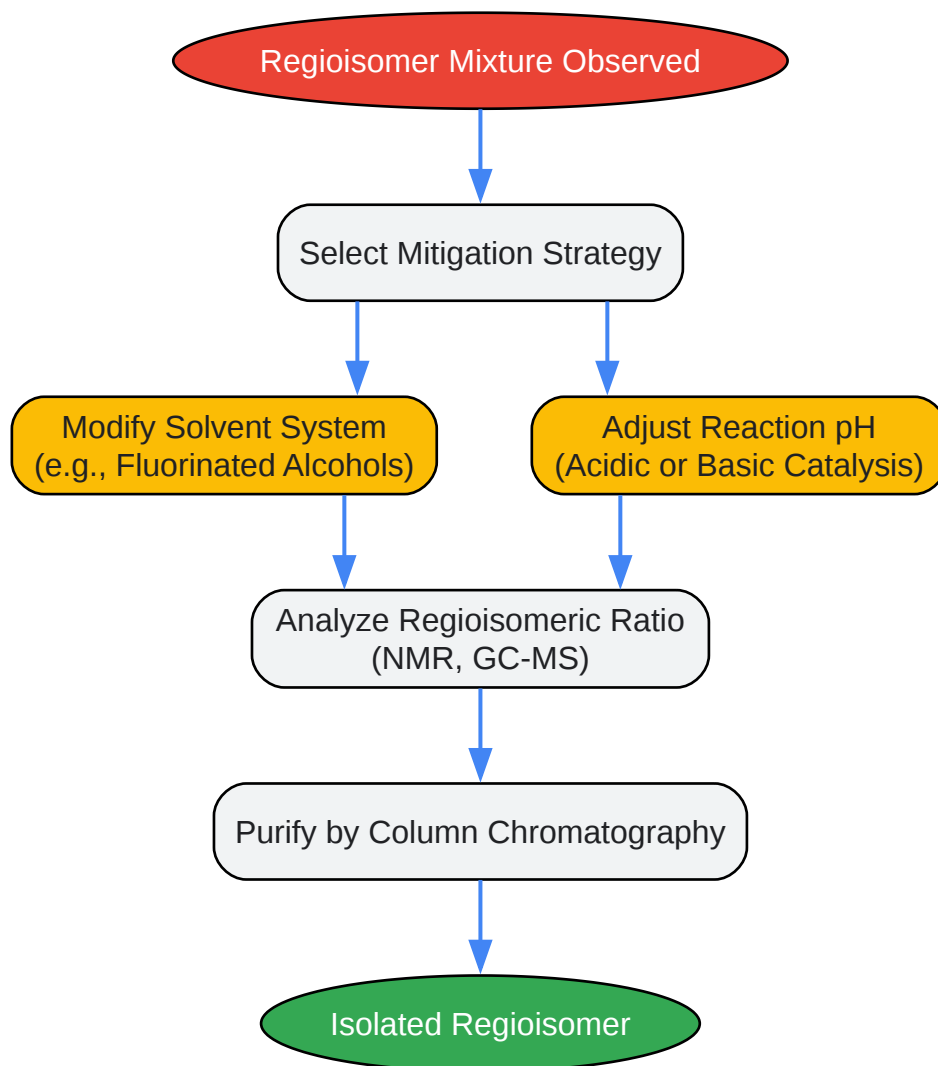 Regioisomer Mixture Observed
Select Mitigation Strategy
Modify Solvent System
(e.g., Fluorinated Alcohols)
Adjust Reaction pH
(Acidic or Basic Catalysis)
Analyze Regioisomeric Ratio
(NMR, GC-MS)
Purify by Column Chromatography
Isolated Regioisomer